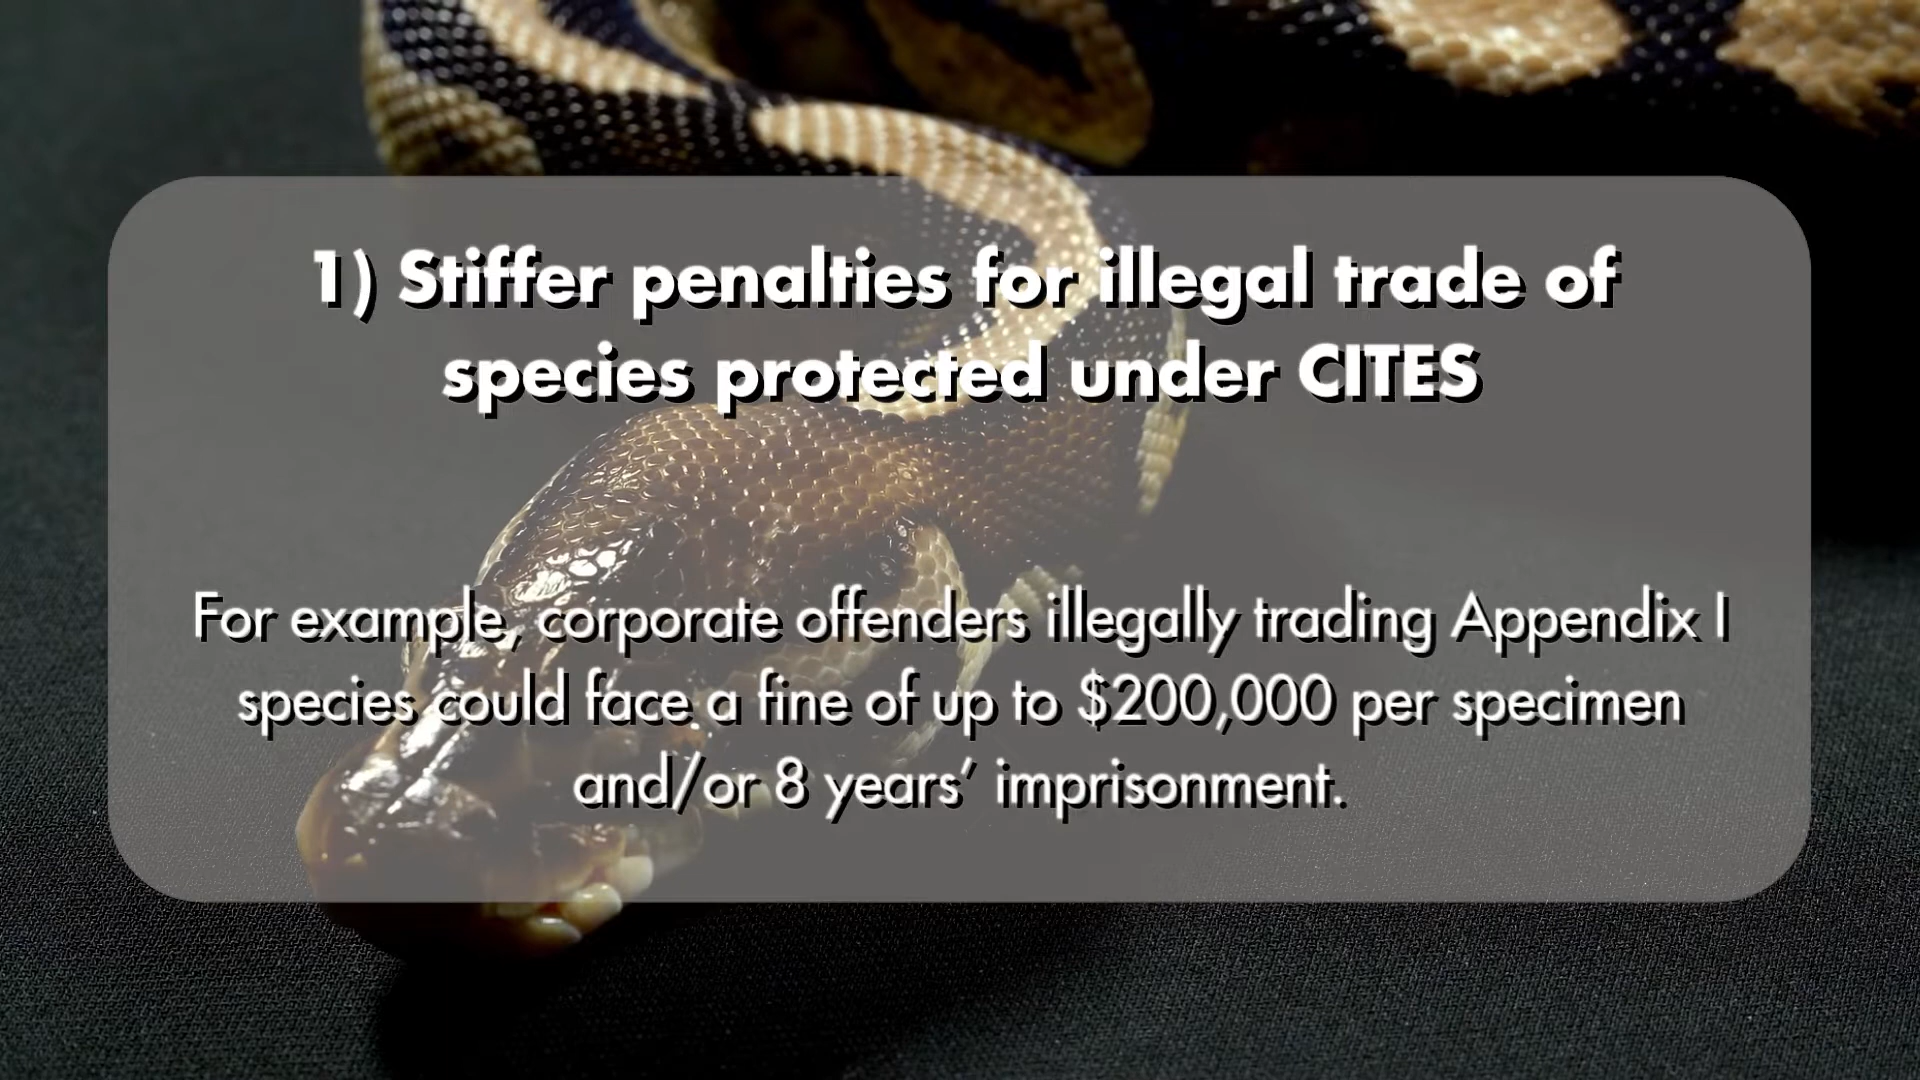 1) Stiffer penalties for illegal trade of
species protected under CITES
For example, corporate offenders illegally trading Appendix I
species could face a fine of up to $200,000 per specimen
and/or 8 years’ imprisonment.